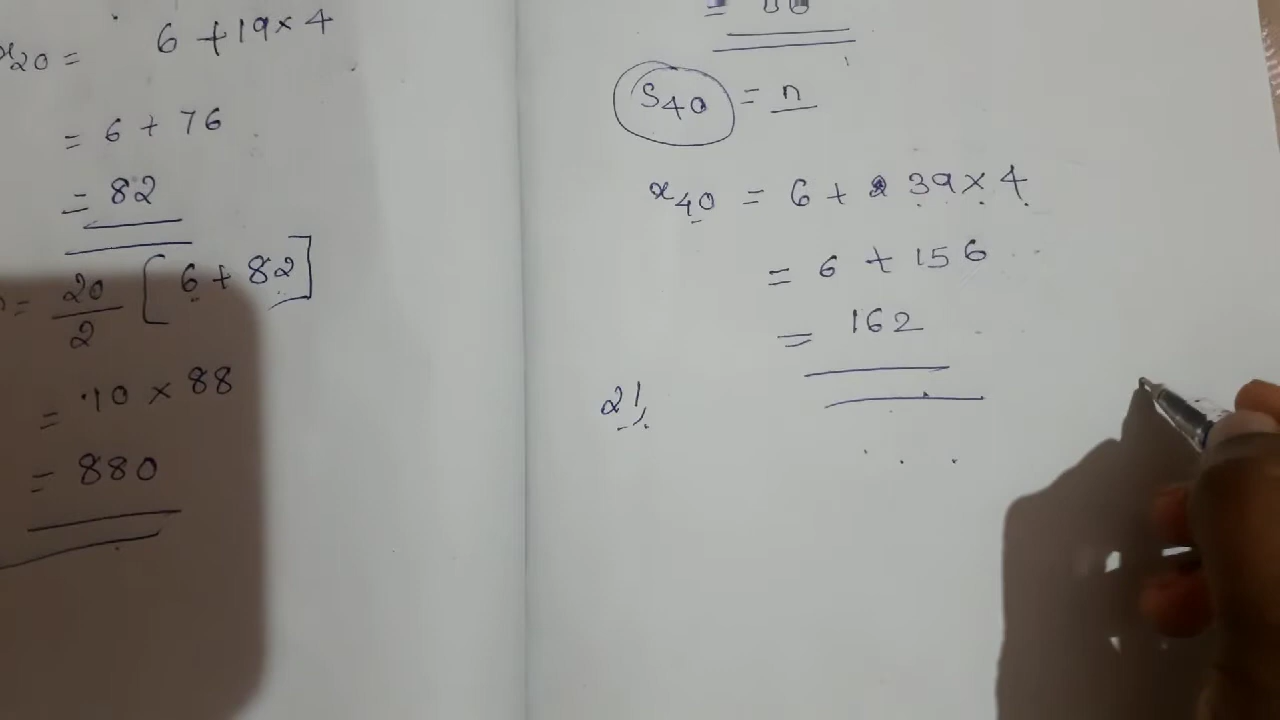 x20 = 6 + 19 × 4
= 6 + 76
= 82
= 20/2 [6 + 82]
= 10 × 88
= 880
S40 = n
x40 = 6 + 39 × 4
= 6 + 156
= 162
21,